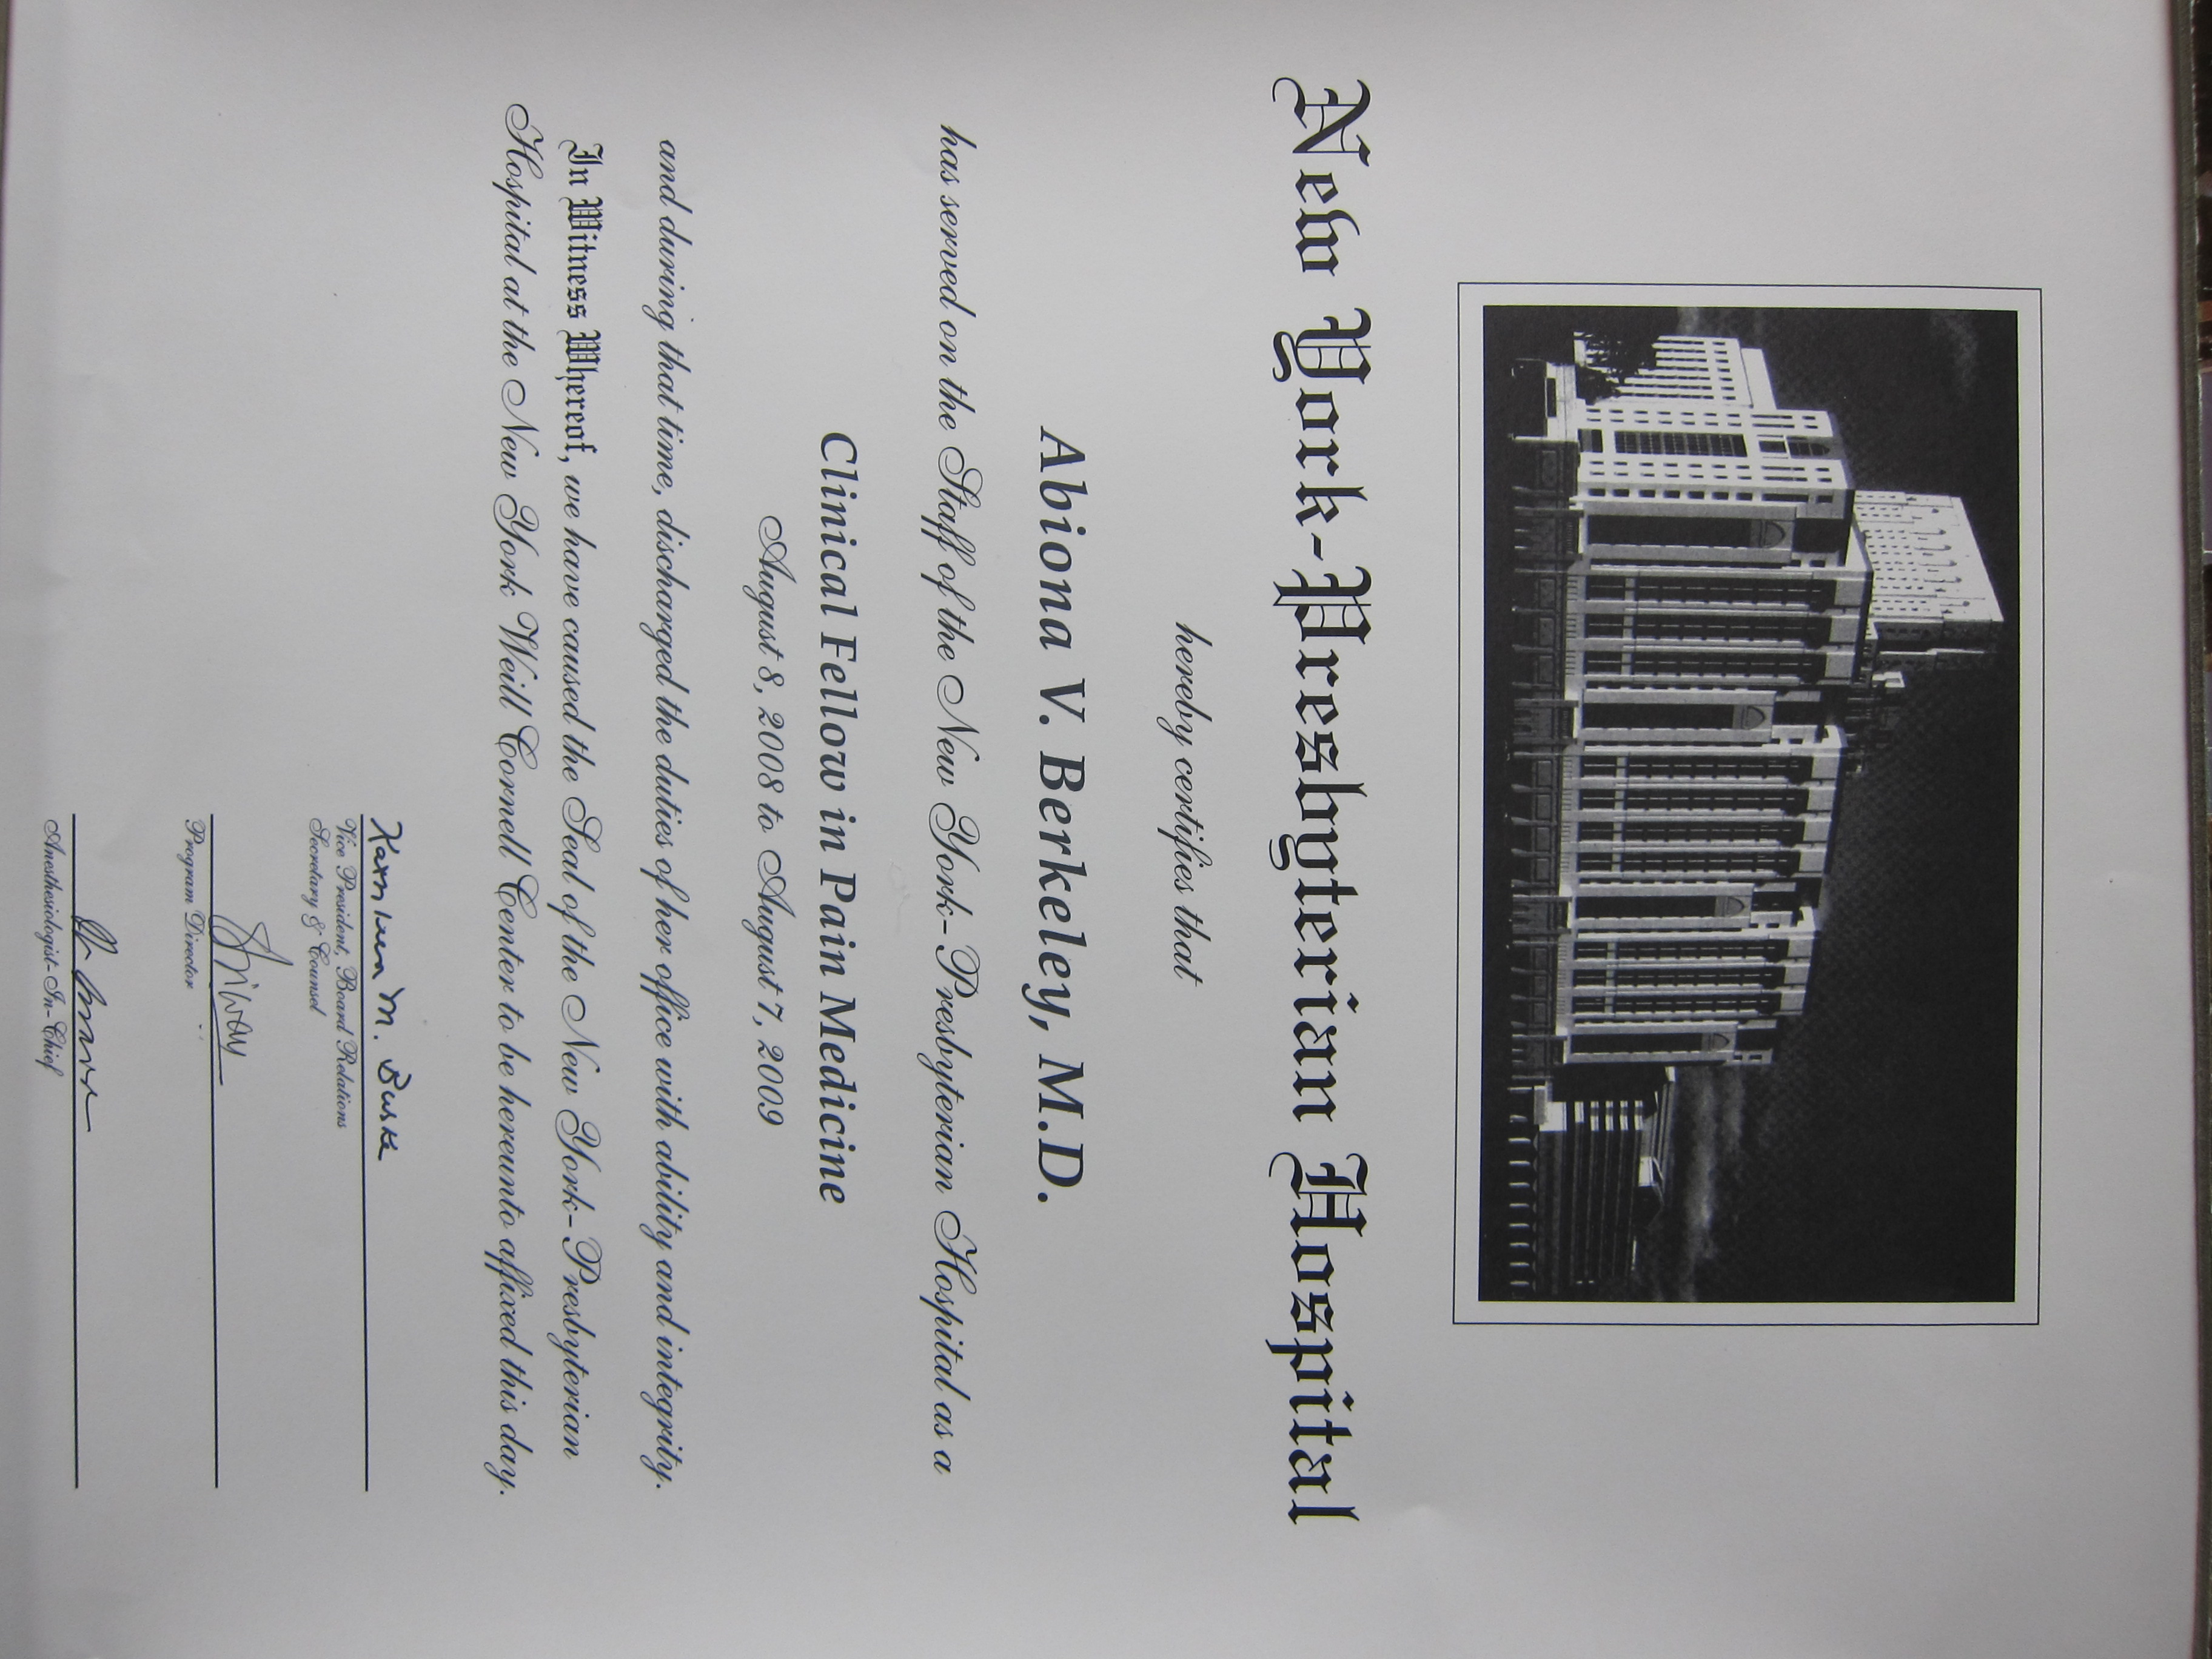 New York-Presbyterian Hospital
hereby certifies that
Abiona V. Berkeley, M.D.
has served on the Staff of the New York-Presbyterian Hospital as a
Clinical Fellow in Pain Medicine
August 8, 2008 to August 7, 2009
and during that time, discharged the duties of her office with ability and integrity.
In Witness Whereof, we have caused the Seal of the New York-Presbyterian
Hospital at the New York Weill Cornell Center to be hereunto affixed this day.
M. Burke
Vice President, Board Relations
Secretary & Counsel
Program Director
Anesthesiologist-In-Chief